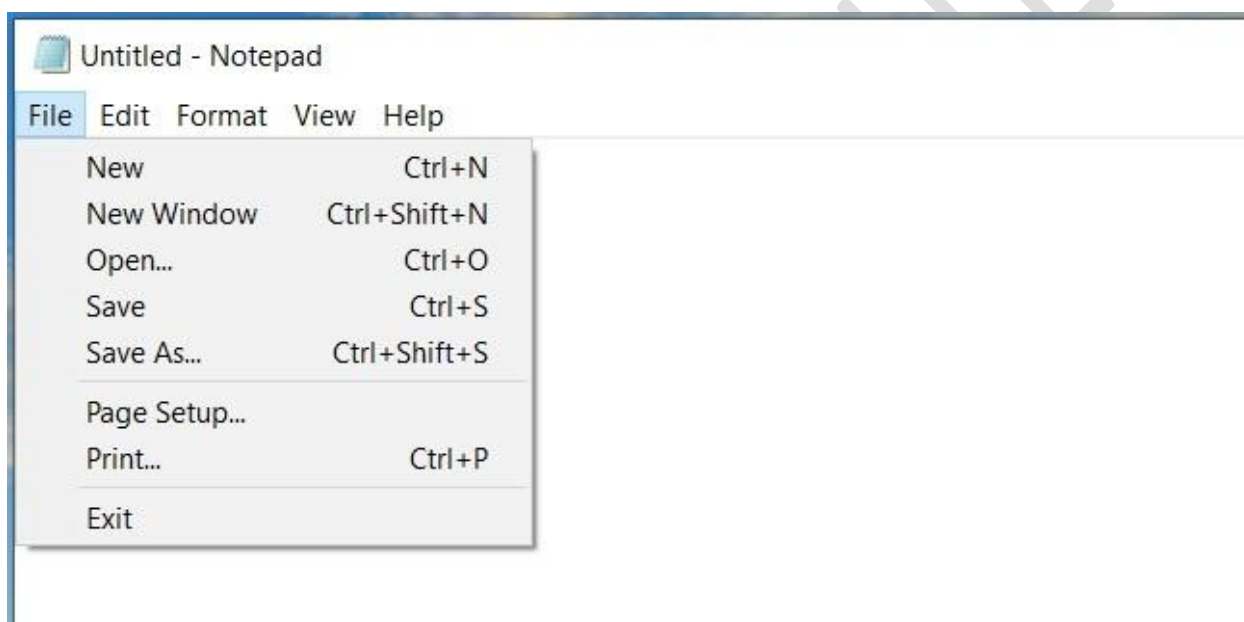 Untitled - Notepad
File Edit Format View Help
New Ctrl+N
New Window Ctrl+Shift+N
Open... Ctrl+O
Save Ctrl+S
Save As... Ctrl+Shift+S
Page Setup...
Print... Ctrl+P
Exit